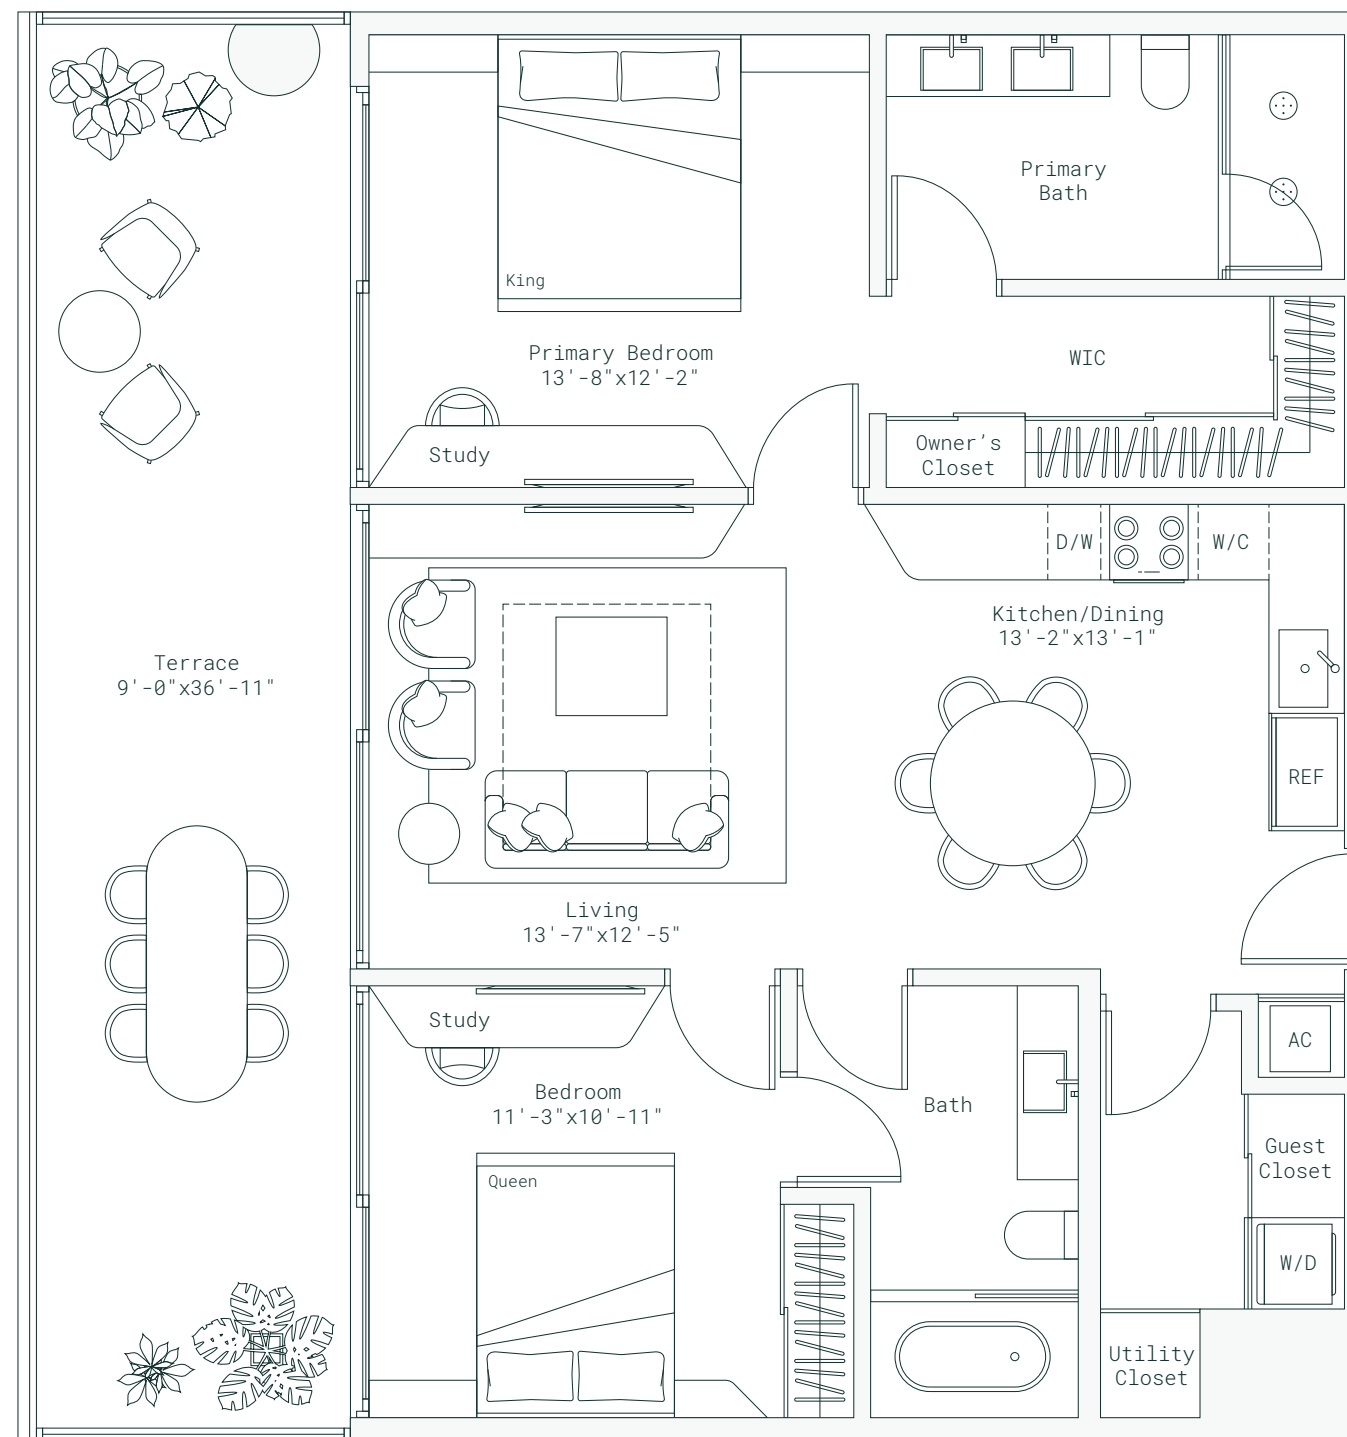 Primary
Bath
King
Primary Bedroom
13'-8"x12'-2"
WIC
Study
Owner's
Closet
D/W
W/C
Kitchen/Dining
13'-2"x13'-1"
Terrace
9'-0"x36'-11"
REF
Living
13'-7"x12'-5"
Study
AC
Bedroom
11'-3"x10'-11"
Bath
Guest
Closet
Queen
W/D
Utility
Closet